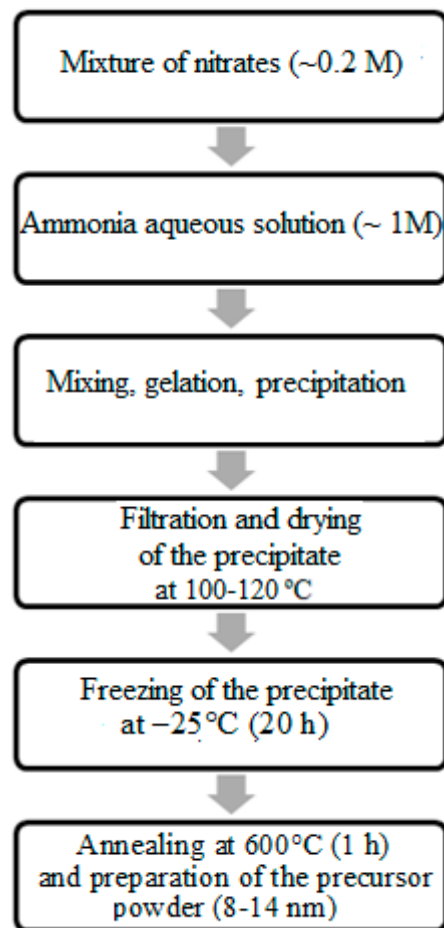 Mixture of nitrates (~0.2 M)
Ammonia aqueous solution (~ 1M)
Mixing, gelation, precipitation
Filtration and drying
of the precipitate
at 100-120 ºC
Freezing of the precipitate
at −25°C (20 h)
Annealing at 600°C (1 h)
and preparation of the precursor
powder (8-14 nm)